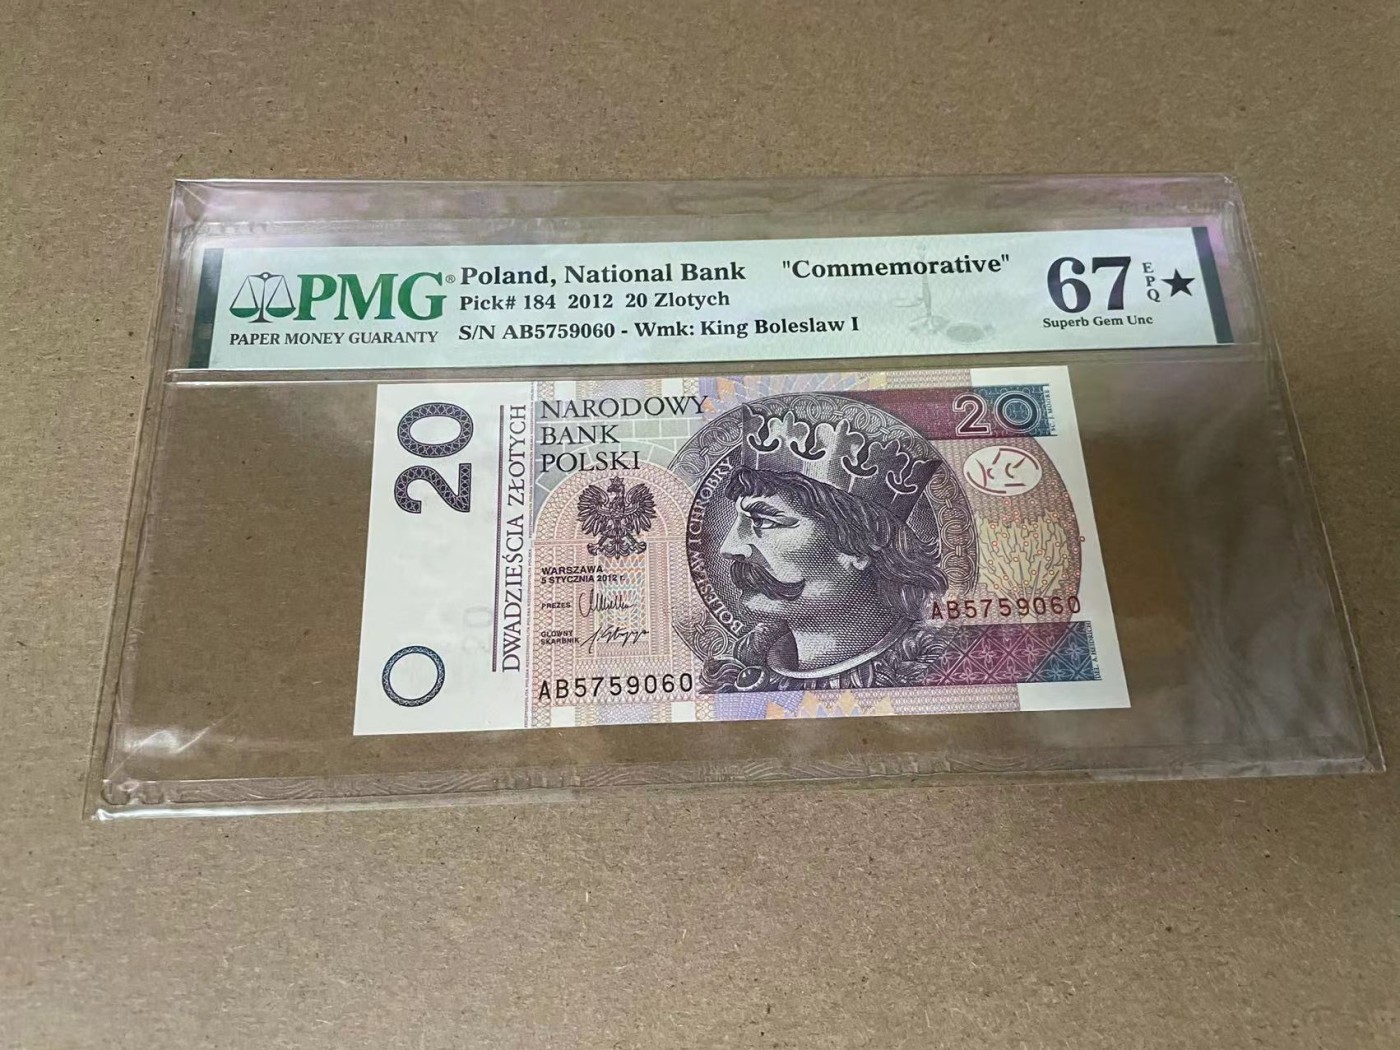 PMG®
PAPER MONEY GUARANTY
Poland, National Bank "Commemorative"
Pick# 184 2012 20 Zlotych
S/N AB5759060 - Wmk: King Boleslaw I
67 EPQ ★
Superb Gem Unc
20
DWADZIEŚCIA ZŁOTYCH
NARODOWY
BANK
POLSKI
WARSZAWA
5 STYCZNIA 2012 r.
PREZES
GŁÓWNY
SKARBNIK
AB5759060
BOLESŁAW I CHROBRY
20
AB5759060